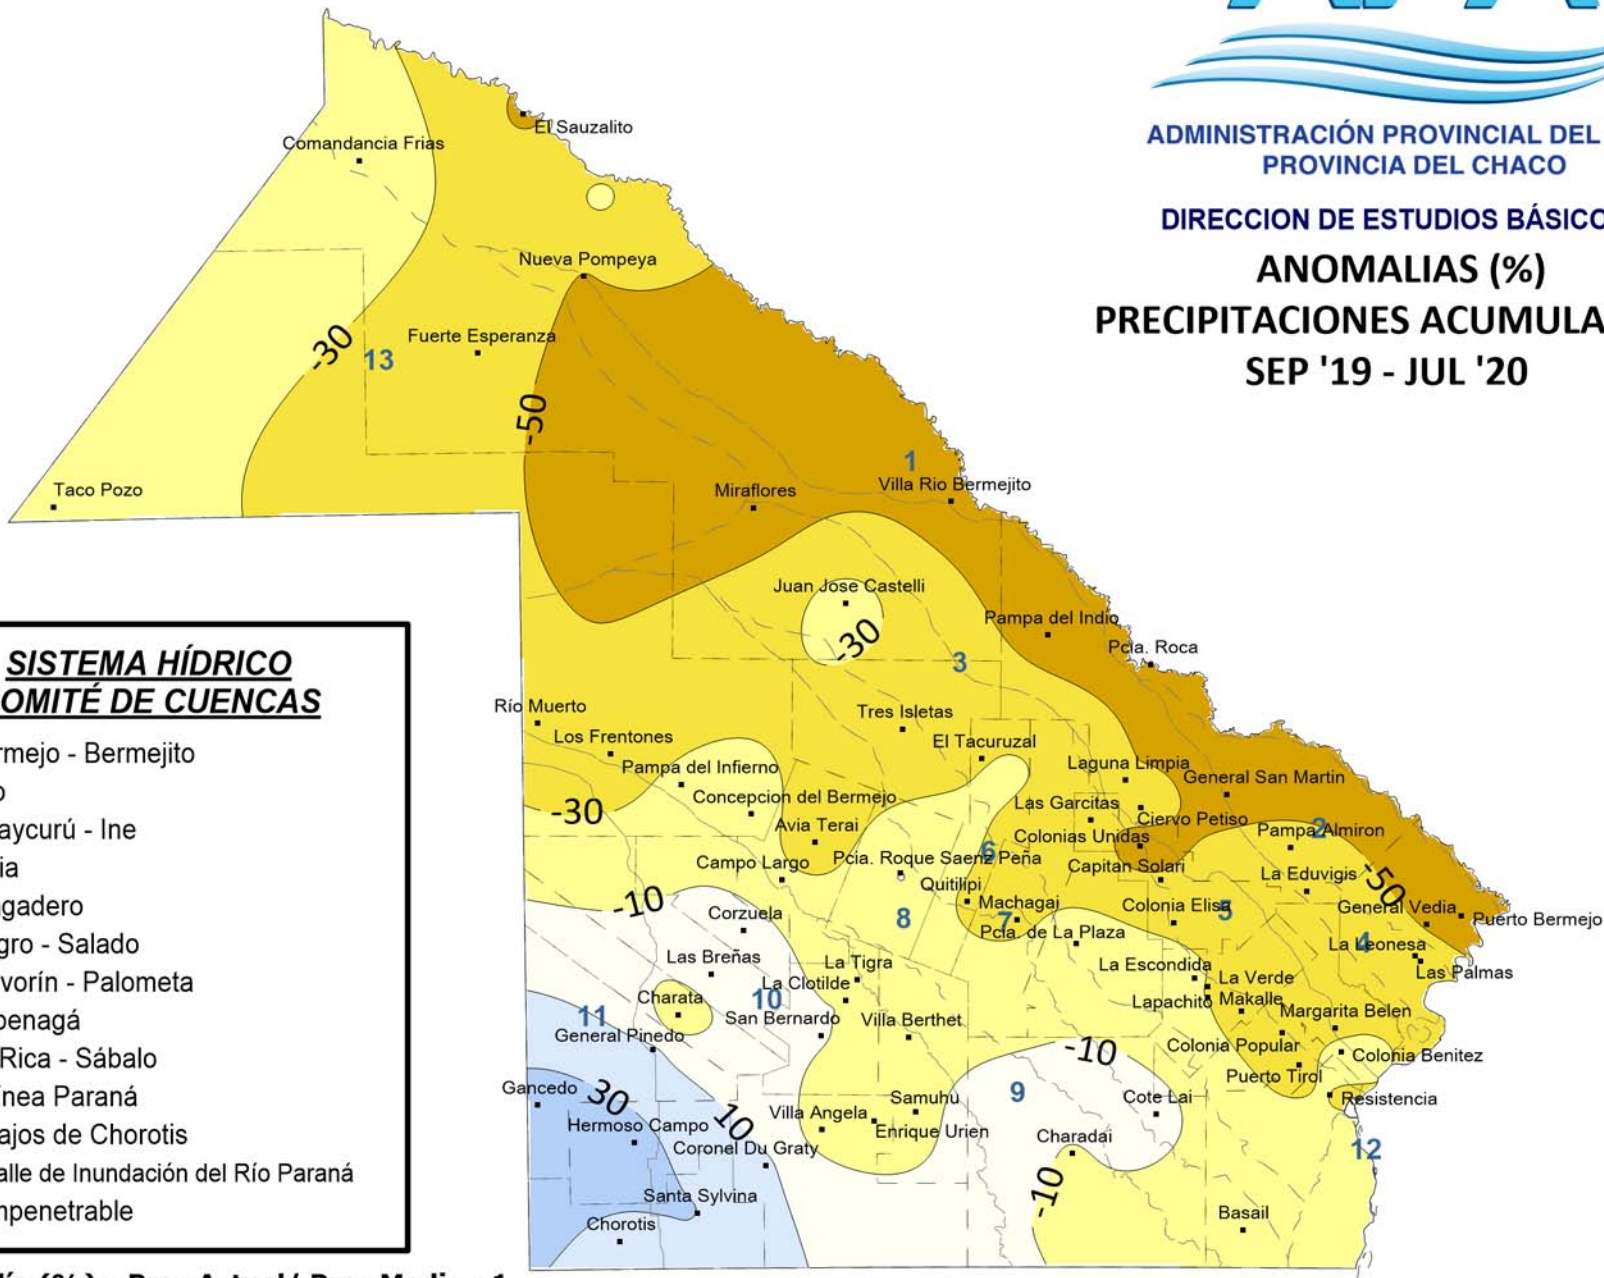 ADMINISTRACIÓN PROVINCIAL DEL
PROVINCIA DEL CHACO
DIRECCION DE ESTUDIOS BÁSICO
ANOMALIAS (%)
PRECIPITACIONES ACUMULA
SEP '19 - JUL '20
El Sauzalito
Comandancia Frias
Nueva Pompeya
-30
Fuerte Esperanza
13
-50
1
Taco Pozo
Miraflores
Villa Rio Bermejito
Juan Jose Castelli
Pampa del Indio
-30
Pcia. Roca
3
Río Muerto
Tres Isletas
Los Frentones
El Tacuruzal
Pampa del Infierno
Laguna Limpia
General San Martin
Concepcion del Bermejo
Las Garcitas
-30
Ciervo Petiso
Avia Terai
Colonias Unidas
Pampa Almiron
2
Campo Largo
Pcia. Roque Saenz Peña
6
Capitan Solari
La Eduvigis
-50
Quitilipi
-10
Machagai
Colonia Elisa
5
General Vedia
Puerto Bermejo
Corzuela
8
7
Pcia. de La Plaza
La Leonesa
4
Las Breñas
La Tigra
La Escondida
La Verde
Las Palmas
Charata
La Clotilde
10
Lapachito
Makalle
Margarita Belen
11
San Bernardo
Villa Berthet
General Pinedo
-10
Colonia Popular
Colonia Benitez
Puerto Tirol
Gancedo
30
9
Cote Lai
Samuhú
Resistencia
Hermoso Campo
10
Villa Angela
Enrique Urien
Charadai
Coronel Du Graty
12
-10
Santa Sylvina
Chorotis
Basail
SISTEMA HÍDRICO
OMITÉ DE CUENCAS
rmejo - Bermejito
o
aycurú - Ine
ia
gadero
gro - Salado
vorín - Palometa
penagá
Rica - Sábalo
ínea Paraná
ajos de Chorotis
alle de Inundación del Río Paraná
mpenetrable